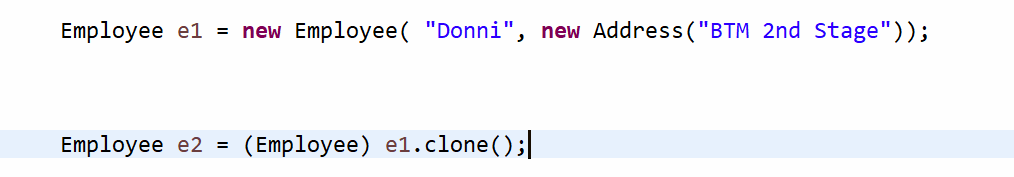 Employee e1 = new Employee( "Donni", new Address("BTM 2nd Stage"));
Employee e2 = (Employee) e1.clone();